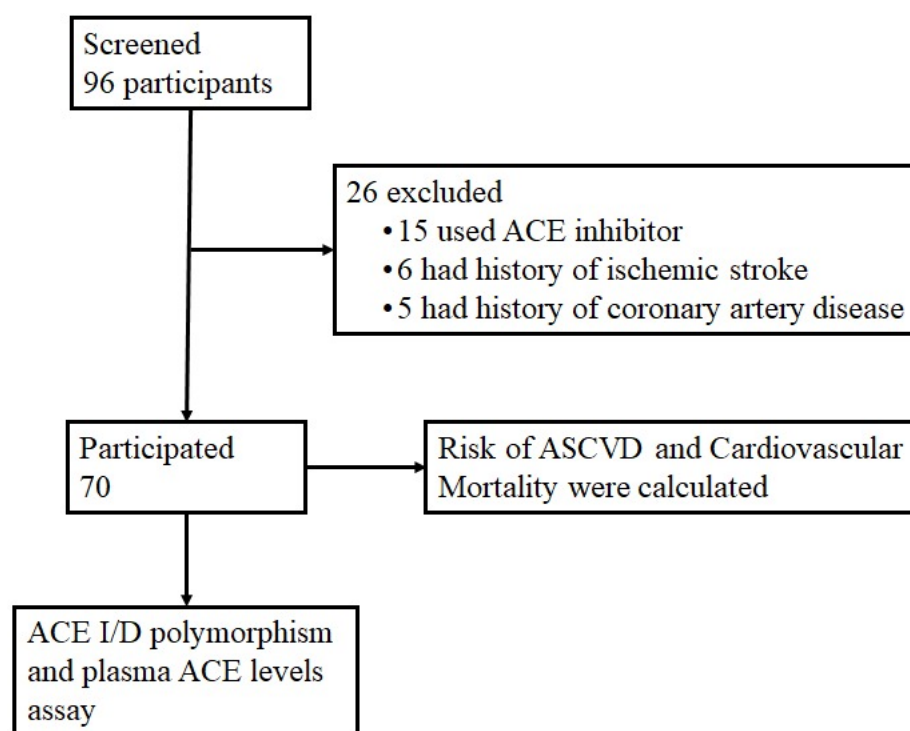 Screened
96 participants
26 excluded
•15 used ACE inhibitor
•6 had history of ischemic stroke
•5 had history of coronary artery disease
Participated
70
Risk of ASCVD and Cardiovascular
Mortality were calculated
ACE I/D polymorphism
and plasma ACE levels
assay